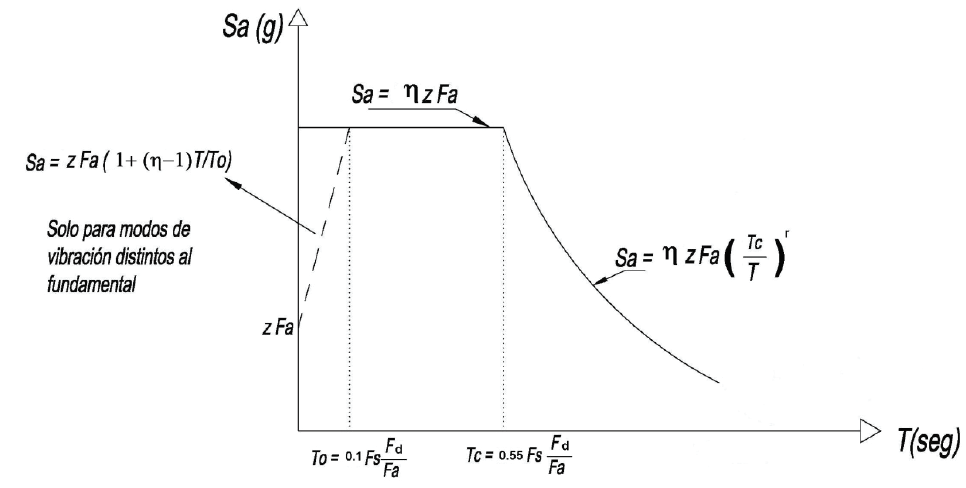 Sa (g)
Sa = η z Fa
Sa = z Fa ( 1+ (η−1)T/To)
Solo para modos de
vibración distintos al
fundamental
Sa = η z Fa (Tc/T)^r
z Fa
To = 0.1 Fs Fd/Fa
Tc = 0.55 Fs Fd/Fa
T(seg)